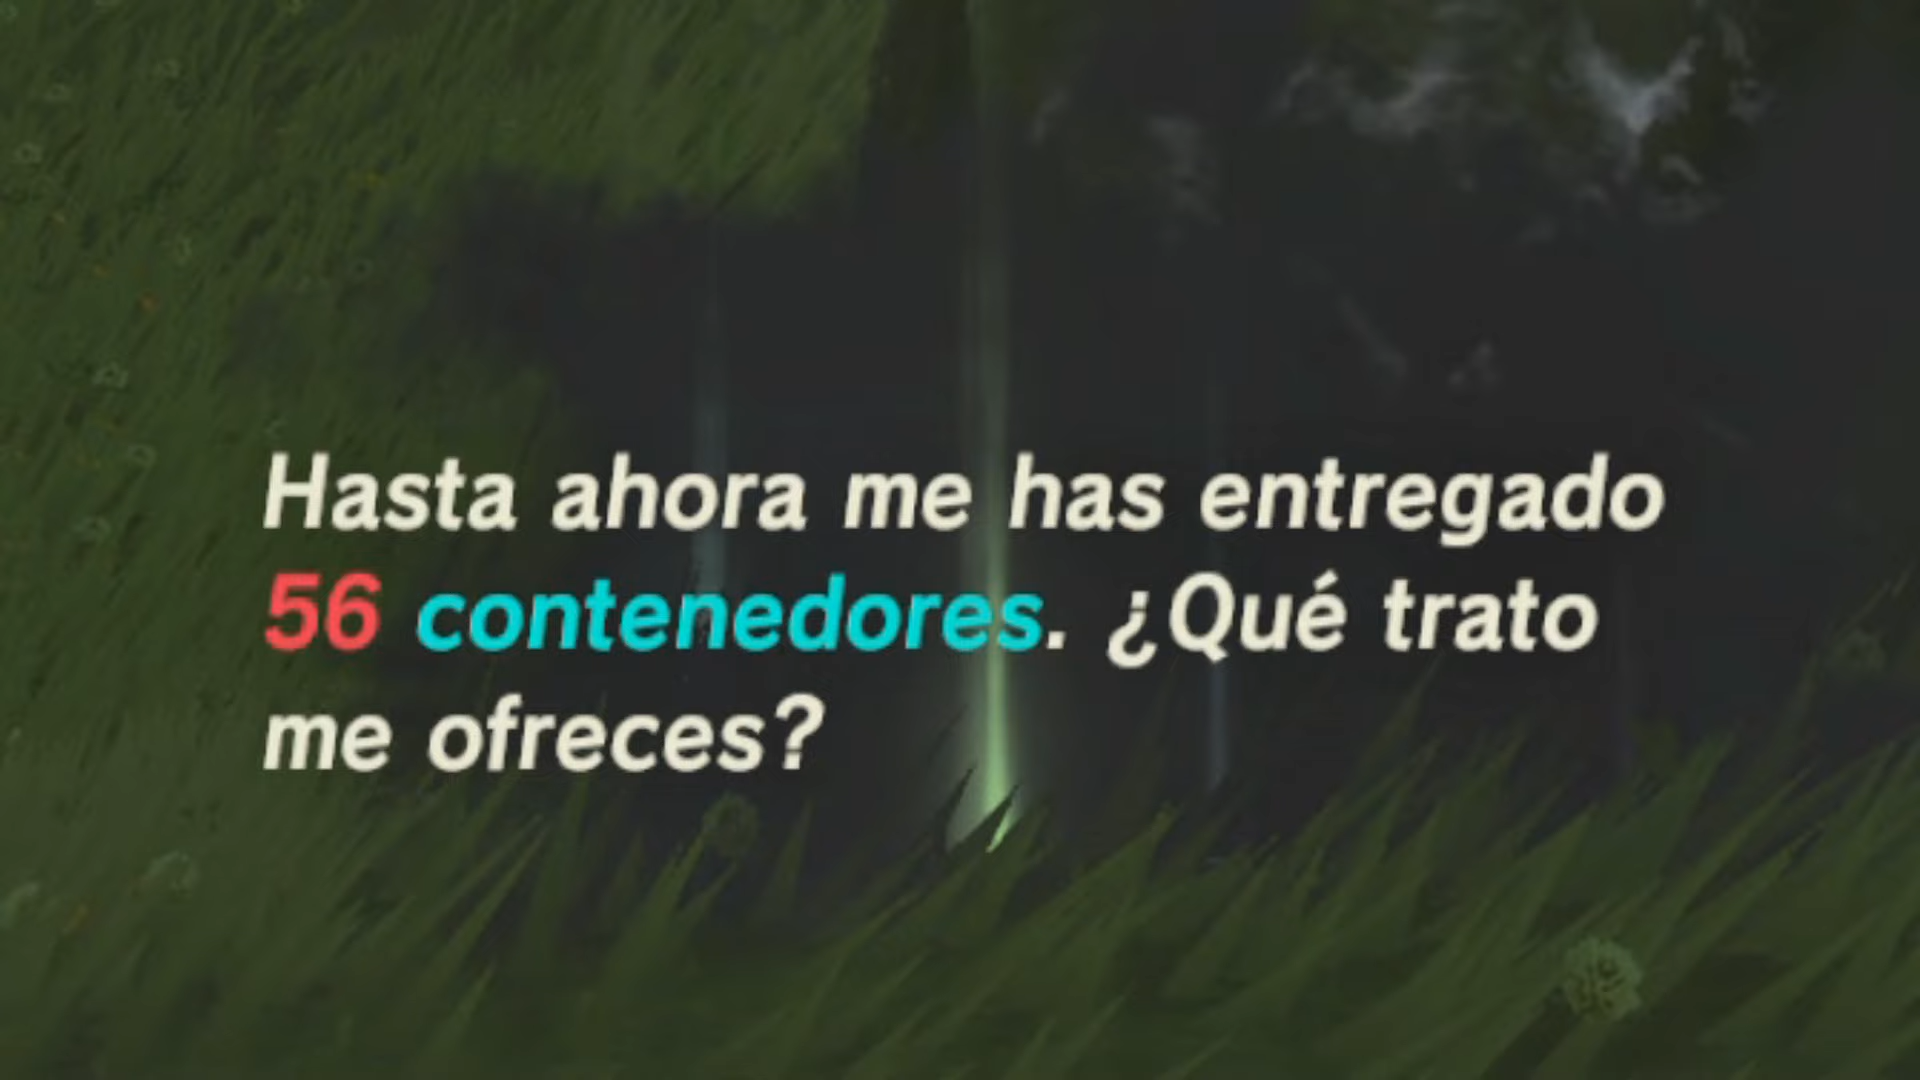 Hasta ahora me has entregado
56 contenedores. ¿Qué trato
me ofreces?